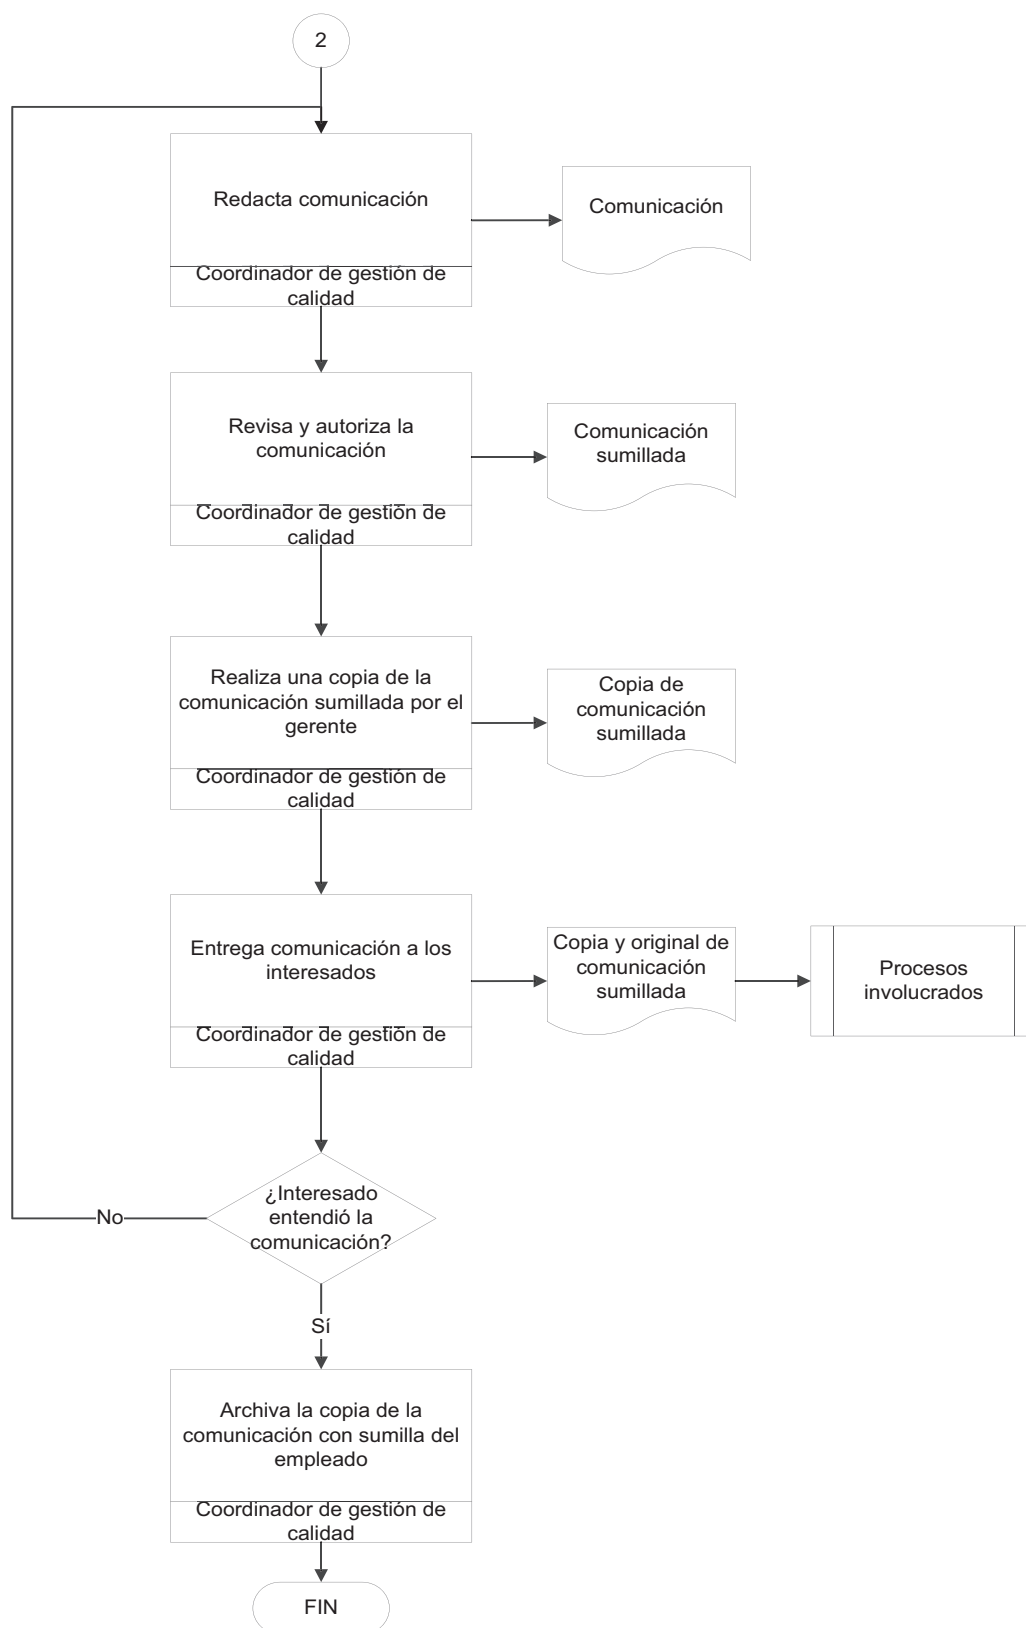 2
Redacta comunicación
Comunicación
Coordinador de gestión de
calidad
Revisa y autoriza la
comunicación
Comunicación
sumillada
Coordinador de gestión de
calidad
Realiza una copia de la
comunicación sumillada por el
gerente
Copia de
comunicación
sumillada
Coordinador de gestión de
calidad
Entrega comunicación a los
interesados
Copia y original de
comunicación
sumillada
Procesos
involucrados
Coordinador de gestión de
calidad
¿Interesado
entendió la
comunicación?
No
Sí
Archiva la copia de la
comunicación con sumilla del
empleado
Coordinador de gestión de
calidad
FIN